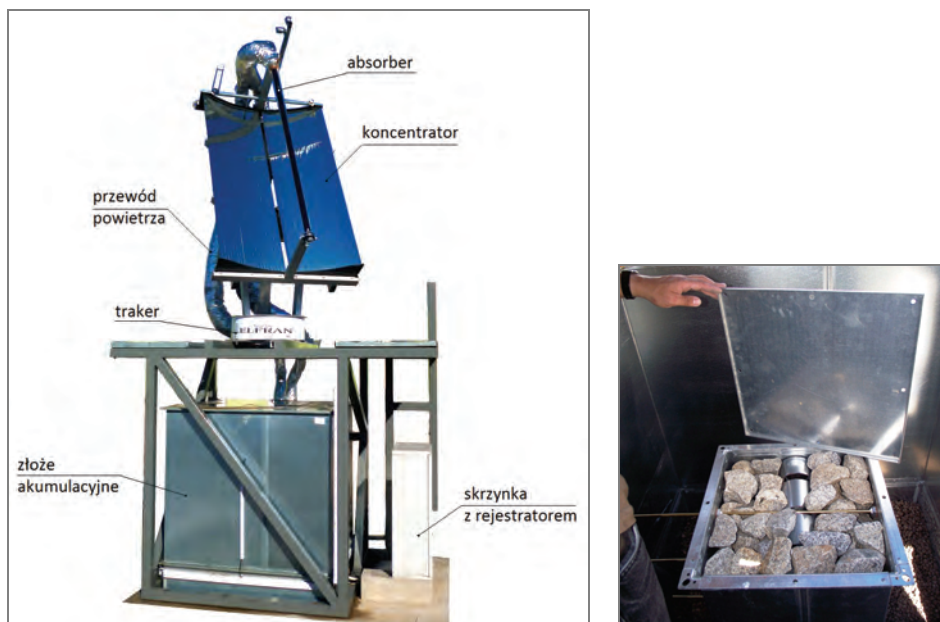 absorber
koncentrator
przewód
powietrza
traker
ELFRAN
złoże
akumulacyjne
skrzynka
z rejestratorem